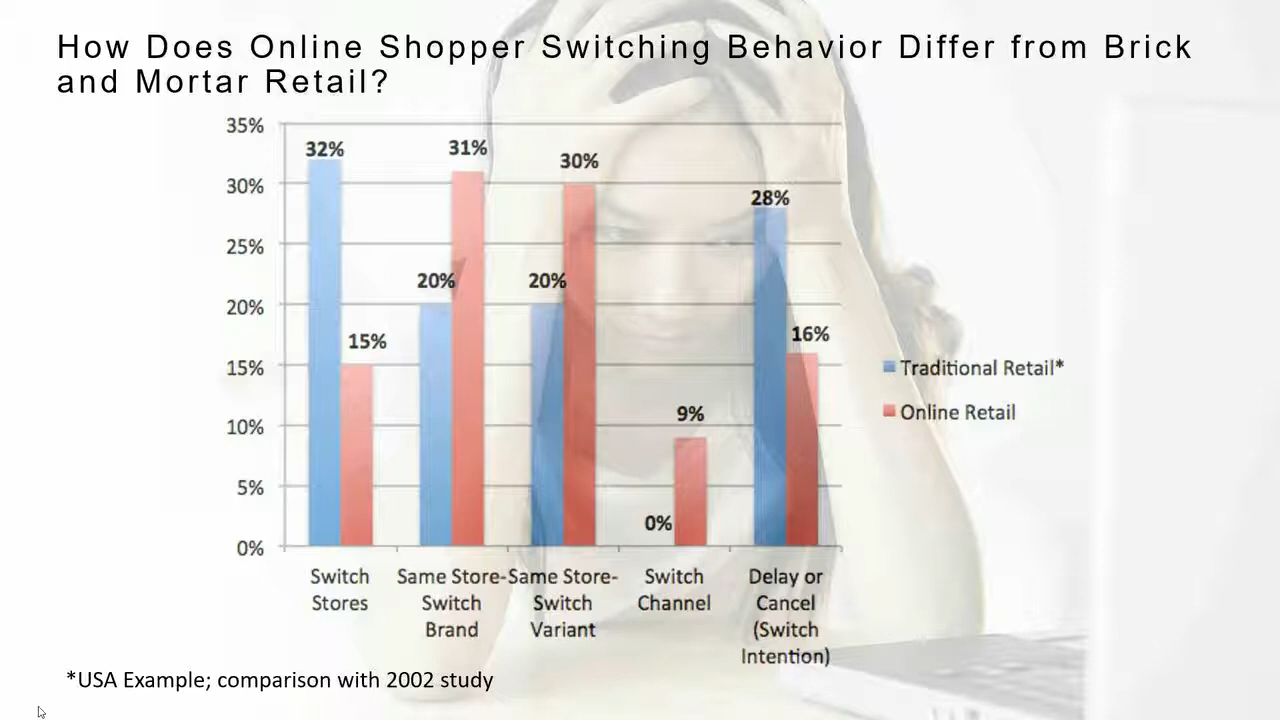 How Does Online Shopper Switching Behavior Differ from Brick
and Mortar Retail?
35%
30%
25%
20%
15%
10%
5%
0%
32%
15%
20%
31%
20%
30%
0%
9%
28%
16%
Switch
Stores
Same Store-
Switch
Brand
Same Store-
Switch
Variant
Switch
Channel
Delay or
Cancel
(Switch
Intention)
Traditional Retail*
Online Retail
*USA Example; comparison with 2002 study